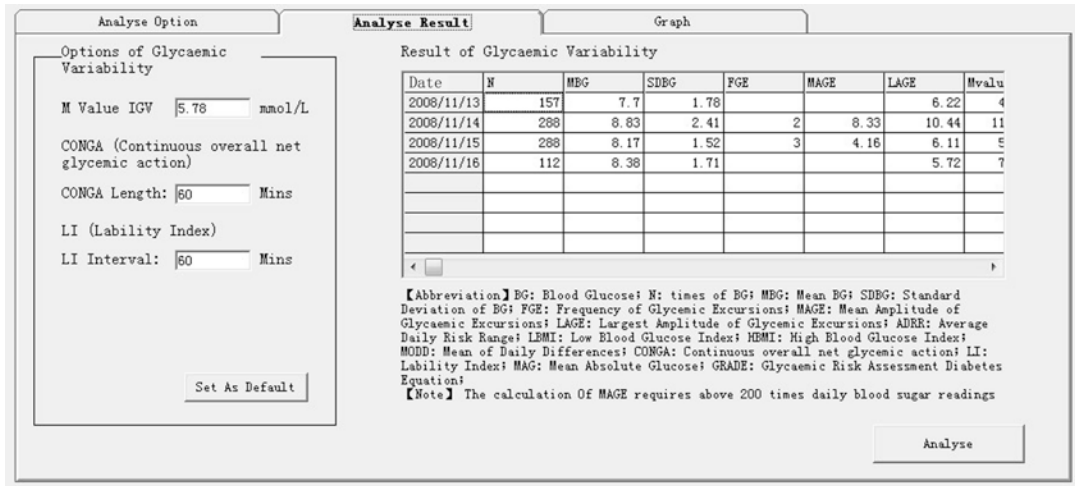 Analyse Option
Analyse Result
Graph
Options of Glycaemic
Variability
M Value IGV 5.78 mmol/L
CONGA (Continuous overall net
glycemic action)
CONGA Length: 60 Mins
LI (Lability Index)
LI Interval: 60 Mins
Set As Default
Result of Glycaemic Variability
Date N MBG SDBG FGE MAGE LAGE Mvalu
2008/11/13 157 7.7 1.78 6.22 4
2008/11/14 288 8.83 2.41 2 8.33 10.44 11
2008/11/15 288 8.17 1.52 3 4.16 6.11 5
2008/11/16 112 8.38 1.71 5.72 7
【Abbreviation】BG: Blood Glucose; N: times of BG; MBG: Mean BG; SDBG: Standard
Deviation of BG; FGE: Frequency of Glycemic Excursions; MAGE: Mean Amplitude of
Glycaemic Excursions; LAGE: Largest Amplitude of Glycemic Excursions; ADRR: Average
Daily Risk Range; LBMI: Low Blood Glucose Index; HBMI: High Blood Glucose Index;
MODD: Mean of Daily Differences; CONGA: Continuous overall net glycemic action; LI:
Lability Index; MAG: Mean Absolute Glucose; GRADE: Glycaemic Risk Assessment Diabetes
Equation;
【Note】 The calculation Of MAGE requires above 200 times daily blood sugar readings
Analyse